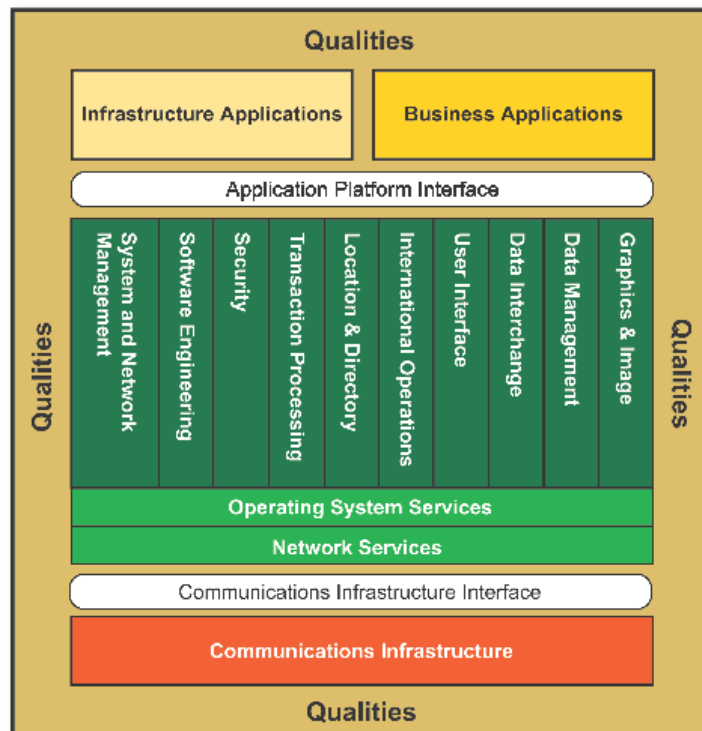 Qualities
Infrastructure Applications
Business Applications
Application Platform Interface
System and Network
Management
Software Engineering
Security
Transaction Processing
Location & Directory
International Operations
User Interface
Data Interchange
Data Management
Graphics & Image
Qualities
Qualities
Operating System Services
Network Services
Communications Infrastructure Interface
Communications Infrastructure
Qualities